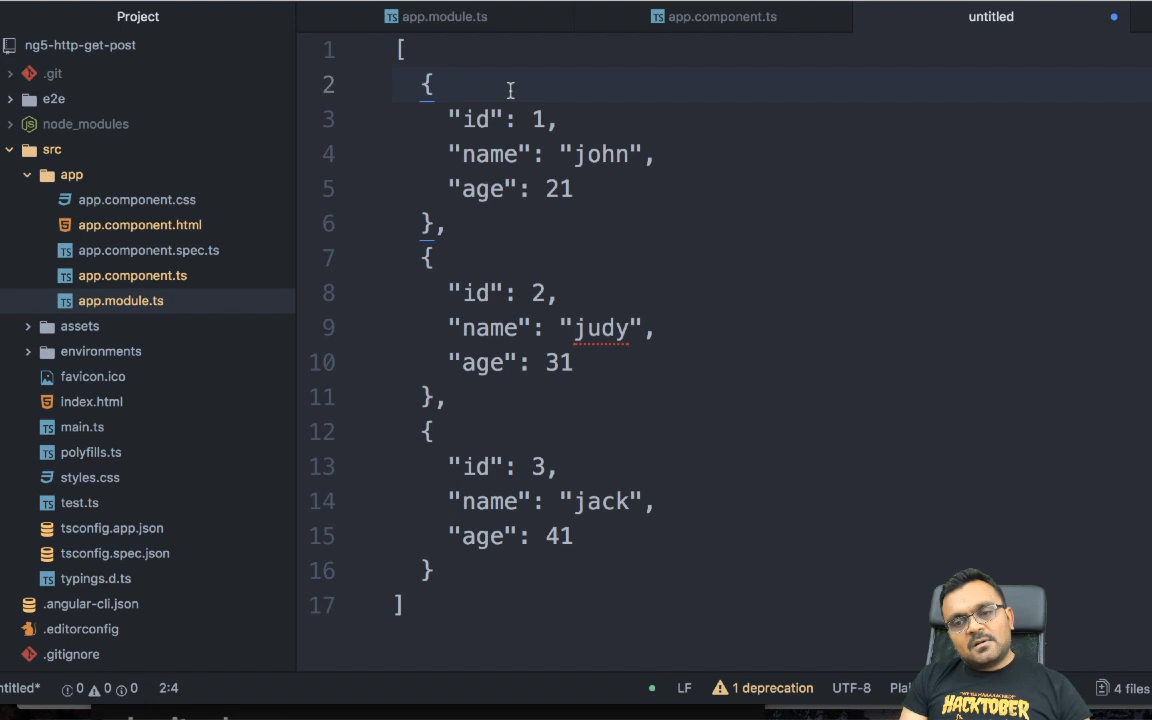 Project
app.module.ts
app.component.ts
untitled
ng5-http-get-post
.git
e2e
node_modules
src
app
app.component.css
app.component.html
app.component.spec.ts
app.component.ts
app.module.ts
assets
environments
favicon.ico
index.html
main.ts
polyfills.ts
styles.css
test.ts
tsconfig.app.json
tsconfig.spec.json
typings.d.ts
.angular-cli.json
.editorconfig
.gitignore
1 [
2 {
3 "id": 1,
4 "name": "john",
5 "age": 21
6 },
7 {
8 "id": 2,
9 "name": "judy",
10 "age": 31
11 },
12 {
13 "id": 3,
14 "name": "jack",
15 "age": 41
16 }
17 ]
ntitled* 0 0 0 2:4 LF 1 deprecation UTF-8 Plai 4 files
HACKTOBER